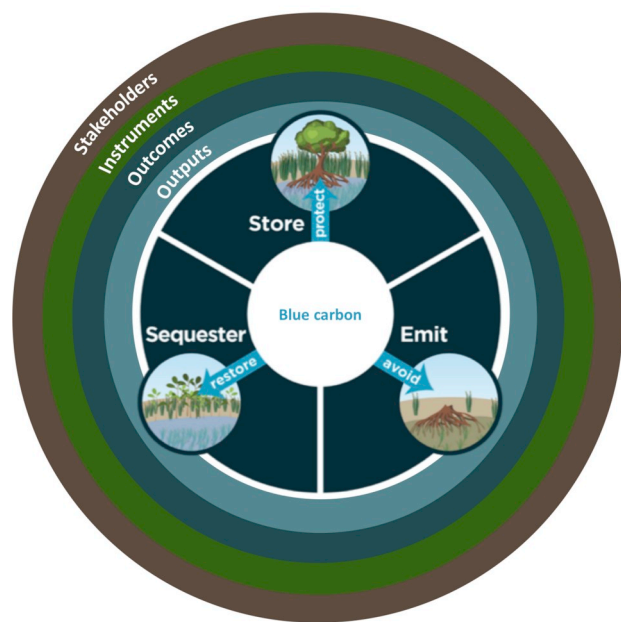 Stakeholders
Instruments
Outcomes
Outputs
protect
Store
Blue carbon
Sequester
Emit
restore
avoid